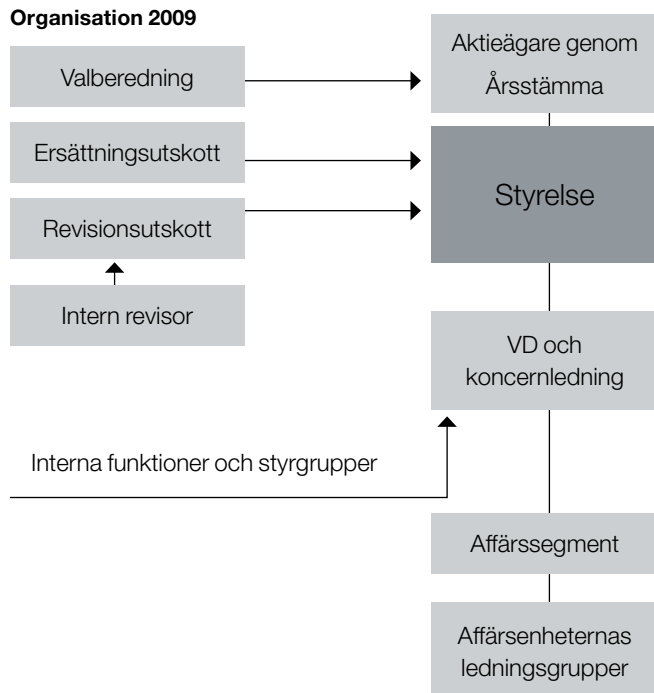 Organisation 2009
Valberedning
Ersättningsutskott
Revisionsutskott
Intern revisor
Interna funktioner och styrgrupper
Aktieägare genom
Årsstämma
Styrelse
VD och
koncernledning
Affärssegment
Affärsenheternas
ledningsgrupper